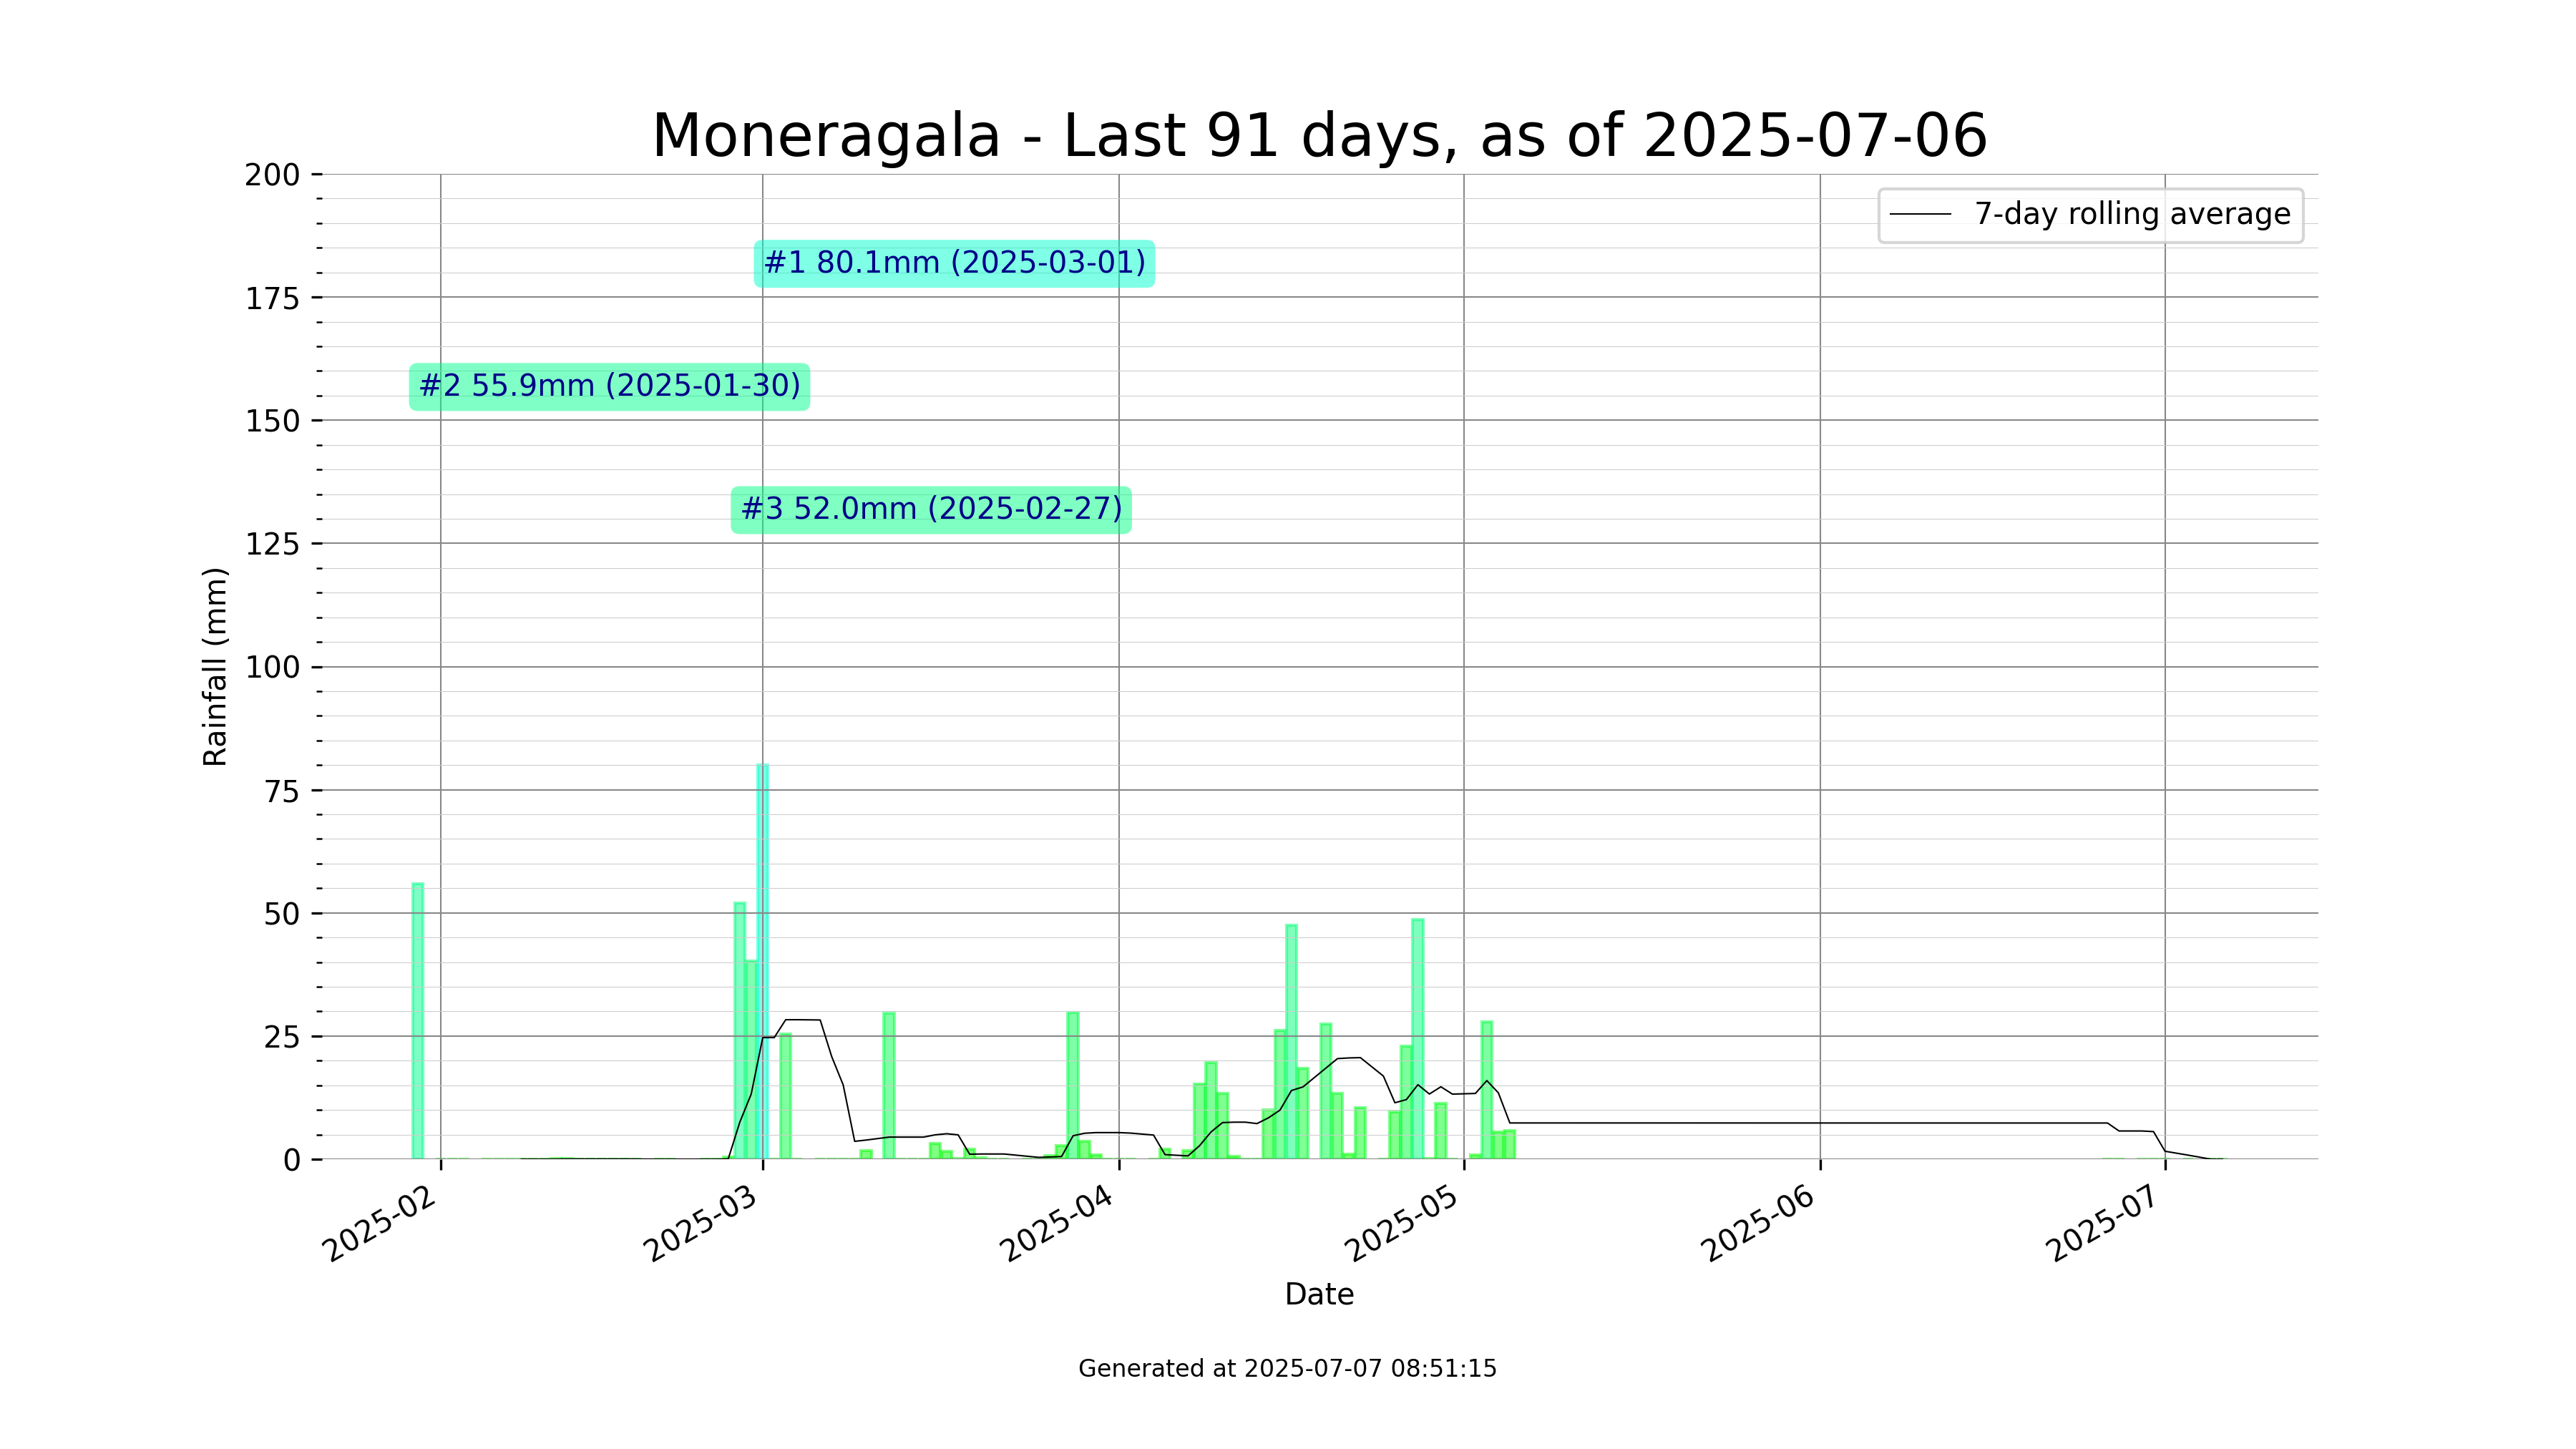 Moneragala - Last 91 days, as of 2025-07-06
7-day rolling average
200
175
150
125
100
75
50
25
0
Rainfall (mm)
#1 80.1mm (2025-03-01)
#2 55.9mm (2025-01-30)
#3 52.0mm (2025-02-27)
2025-02
2025-03
2025-04
2025-05
2025-06
2025-07
Date
Generated at 2025-07-07 08:51:15